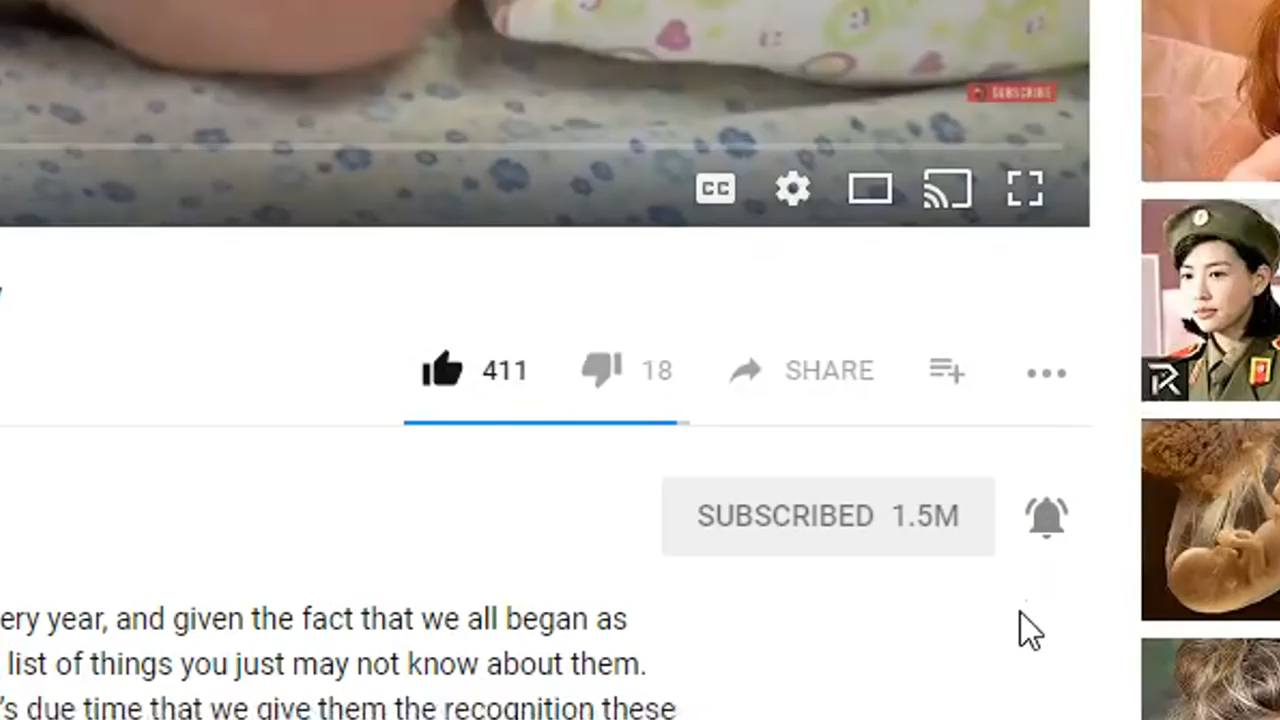 SUBSCRIBE
CC
411 18 SHARE
SUBSCRIBED 1.5M
ery year, and given the fact that we all began as
list of things you just may not know about them.
's due time that we give them the recognition these